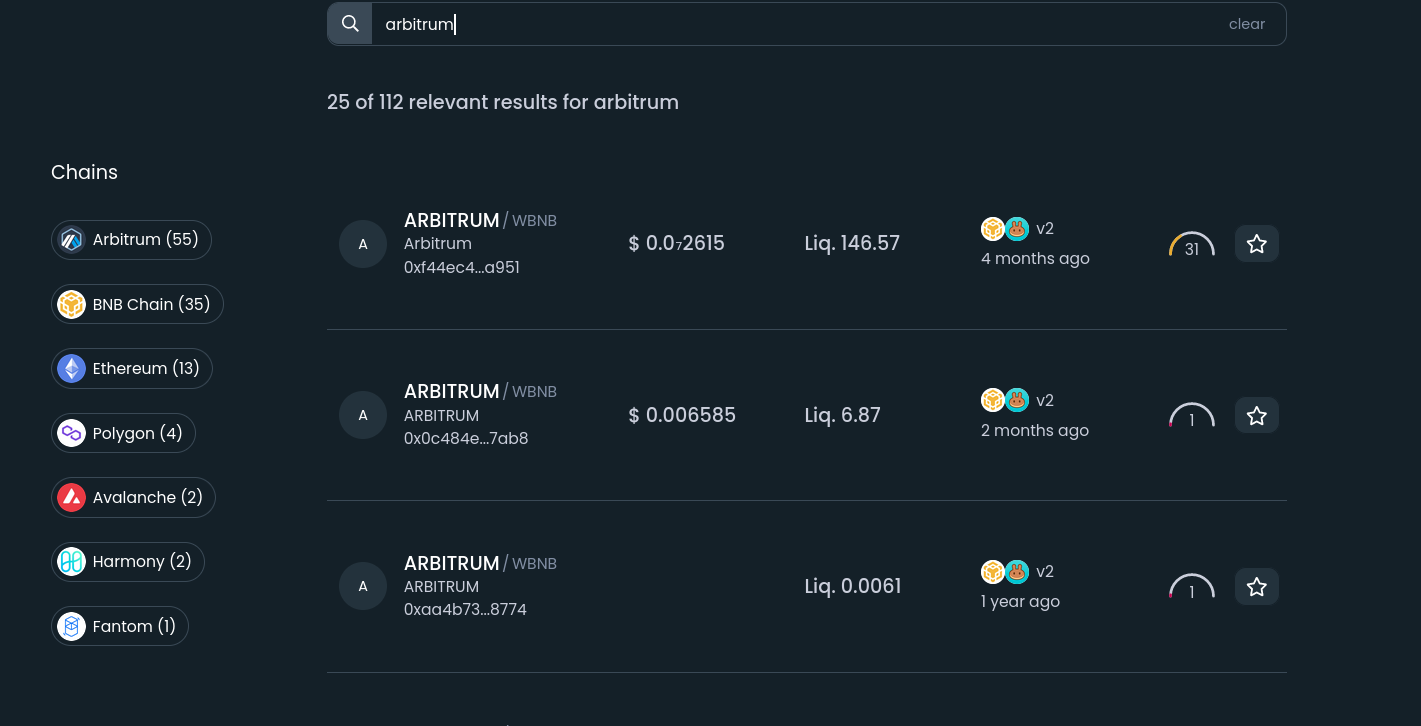 arbitrum
clear
25 of 112 relevant results for arbitrum
Chains
Arbitrum (55)
BNB Chain (35)
Ethereum (13)
Polygon (4)
Avalanche (2)
Harmony (2)
Fantom (1)
A
ARBITRUM / WBNB
Arbitrum
0xf44ec4...a951
$ 0.0₇2615
Liq. 146.57
v2
4 months ago
31
A
ARBITRUM / WBNB
ARBITRUM
0x0c484e...7ab8
$ 0.006585
Liq. 6.87
v2
2 months ago
1
A
ARBITRUM / WBNB
ARBITRUM
0xaa4b73...8774
Liq. 0.0061
v2
1 year ago
1